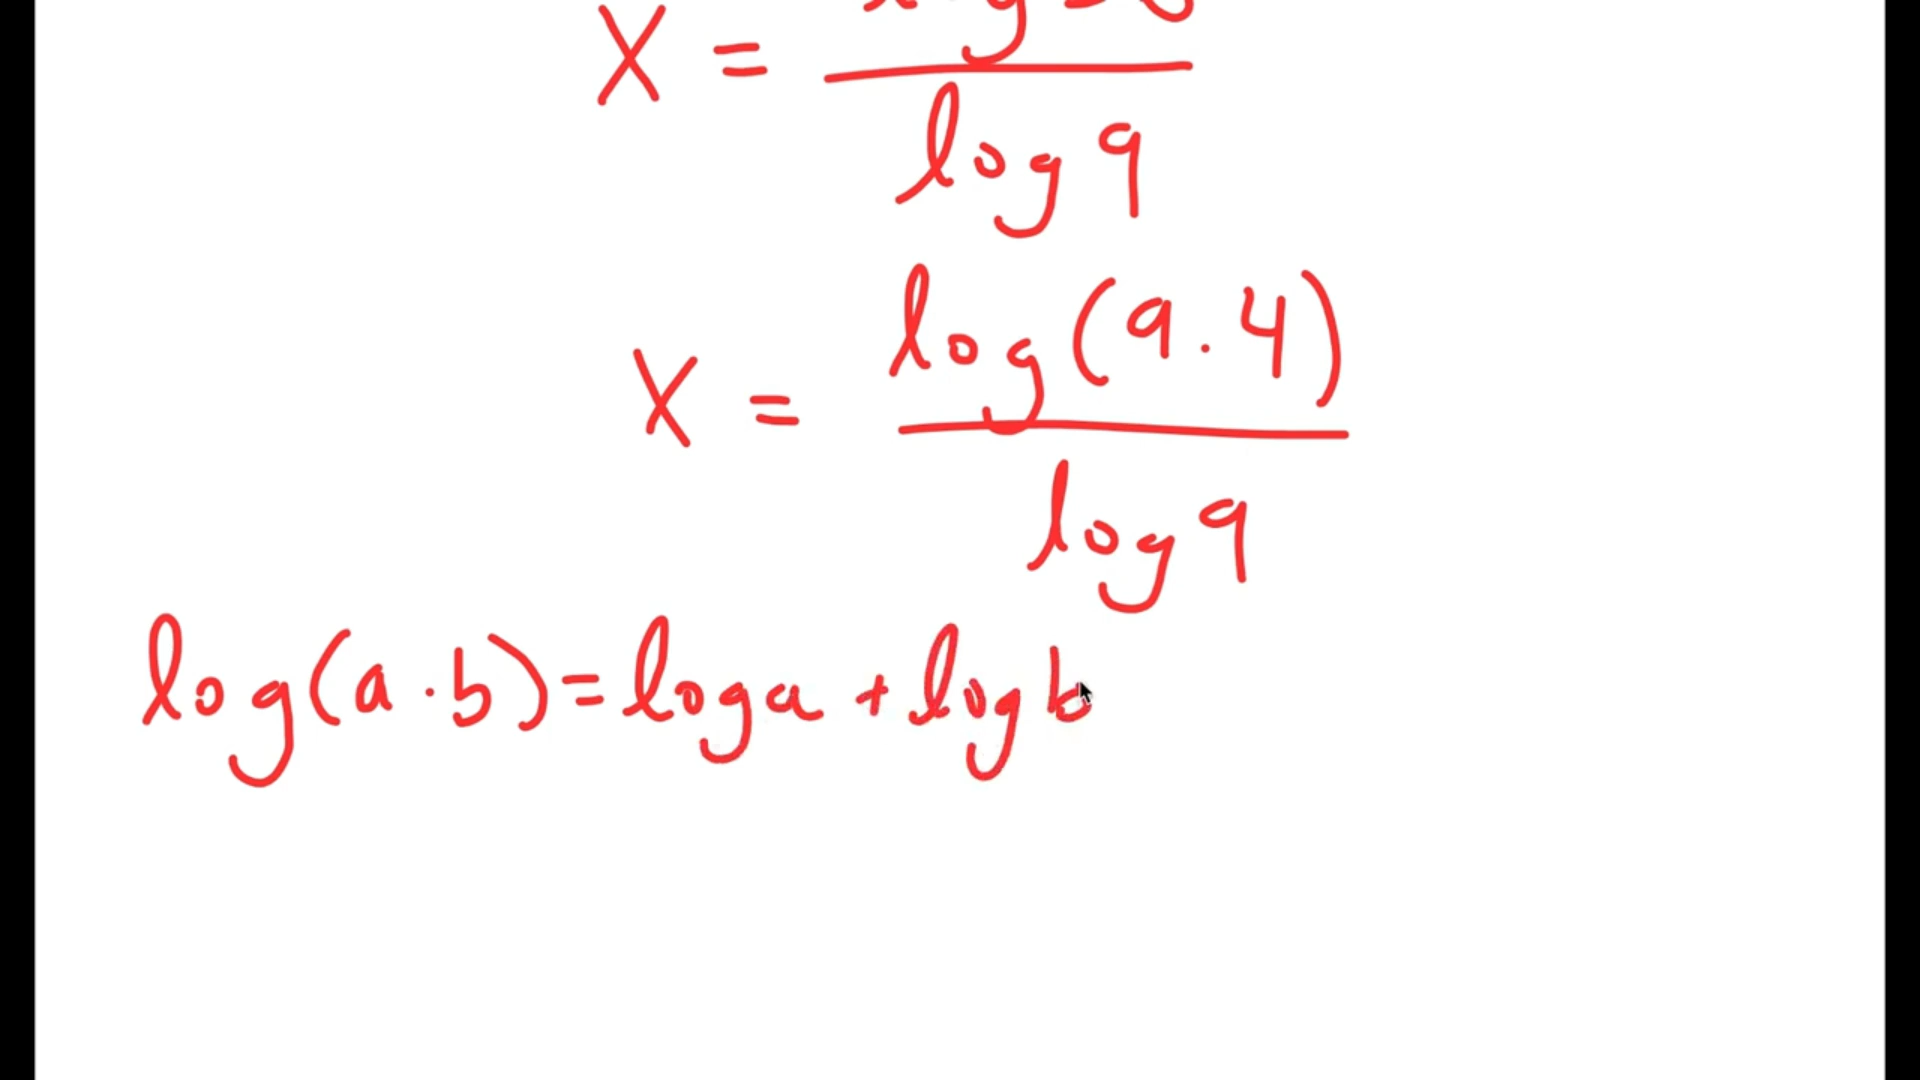 X =
log 9
X = log(9 · 4)
log 9
log(a · b) = log a + log b